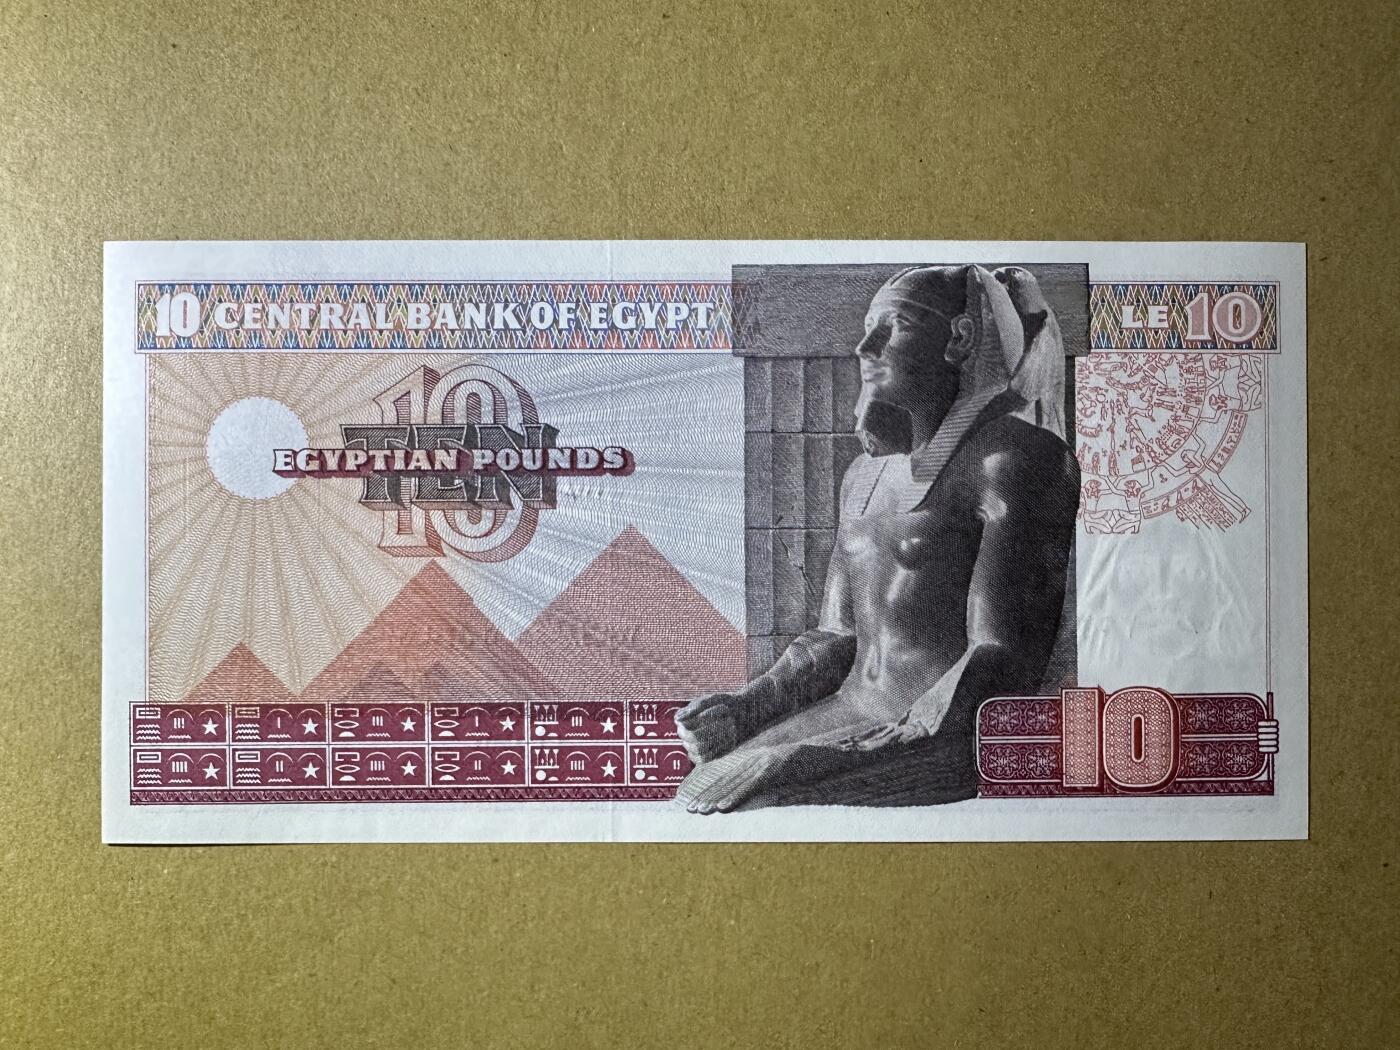 10 CENTRAL BANK OF EGYPT LE 10
10
TEN
EGYPTIAN POUNDS
10